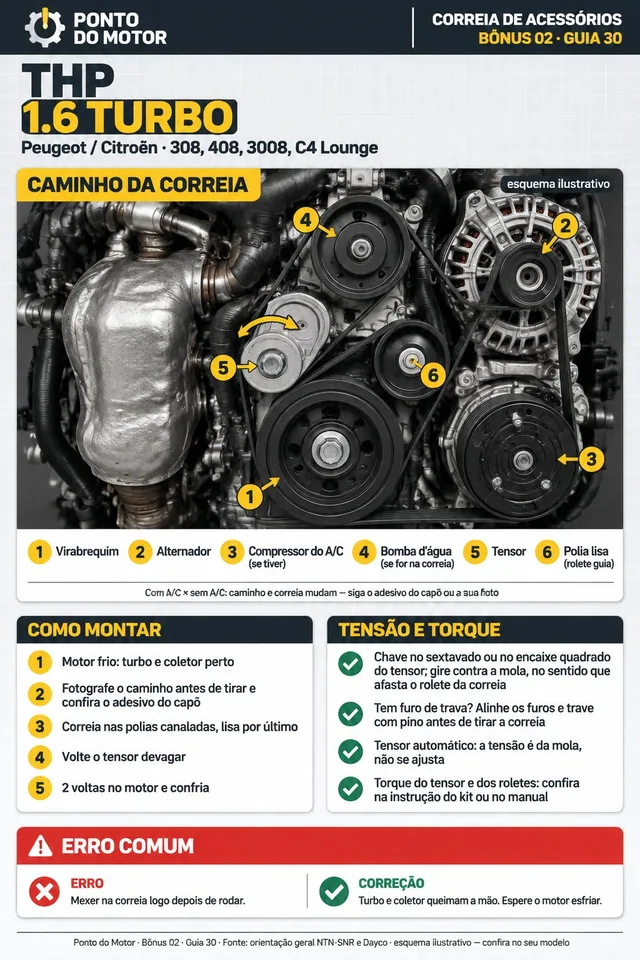 PONTO
DO MOTOR
CORREIA DE ACESSÓRIOS
BÔNUS 02 · GUIA 30
THP
1.6 TURBO
Peugeot / Citroën · 308, 408, 3008, C4 Lounge
CAMINHO DA CORREIA
esquema ilustrativo
4
2
5
6
3
1
1 Virabrequim
2 Alternador
3 Compressor do A/C
(se tiver)
4 Bomba d'água
(se for na correia)
5 Tensor
6 Polia lisa
(rolete guia)
Com A/C × sem A/C: caminho e correia mudam — siga o adesivo do capô ou a sua foto
COMO MONTAR
1 Motor frio: turbo e coletor perto
2 Fotografe o caminho antes de tirar e
confira o adesivo do capô
3 Correia nas polias canaladas, lisa por último
4 Volte o tensor devagar
5 2 voltas no motor e confria
TENSÃO E TORQUE
Chave no sextavado ou no encaixe quadrado
do tensor; gire contra a mola, no sentido que
afasta o rolete da correia
Tem furo de trava? Alinhe os furos e trave
com pino antes de tirar a correia
Tensor automático: a tensão é da mola,
não se ajusta
Torque do tensor e dos roletes: confira
na instrução do kit ou no manual
ERRO COMUM
ERRO
Mexer na correia logo depois de rodar.
CORREÇÃO
Turbo e coletor queimam a mão. Espere o motor esfriar.
Ponto do Motor · Bônus 02 · Guia 30 · Fonte: orientação geral NTN-SNR e Dayco · esquema ilustrativo — confira no seu modelo